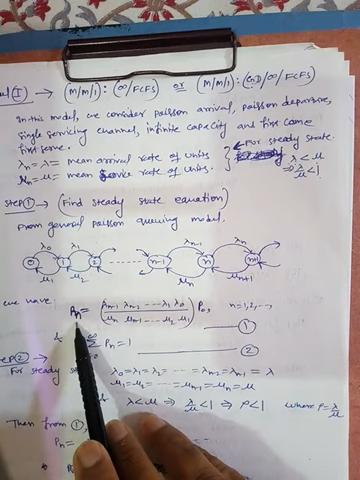 (I) → (M/M/1): (∞/FCFS) or (M/M/1): (GD/∞/FCFS)
In this model, we consider poisson arrival, poisson departure,
single servicing channel, infinite capacity and first come
first serve.
λn = λ = mean arrival rate of units
μn = μ = mean service rate of units.
For steady state
λ < μ
⇒ λ/μ < 1
Step① → (Find steady state equation)
From general poisson queuing model.
λ0 λ1 λn-1 λn
0 1 2 ........ n-1 n n+1
μ1 μ2 μn μn+1
we have
Pn = (λn-1 λn-2 ---- λ1 λ0 / μn μn-1 ---- μ2 μ1) P0, n=1,2,--
——— ①
& ∑ Pn = 1 ——— ②
Step② →
For steady λ0 = λ1 = λ2 = ---- = λn-2 = λn-1 = λ
μ1 = μ2 = ---- = μn-1 = μn = μ
λ < μ ⇒ λ/μ < 1 ⇒ ρ < 1 where ρ = λ/μ
Then from ①,
Pn =